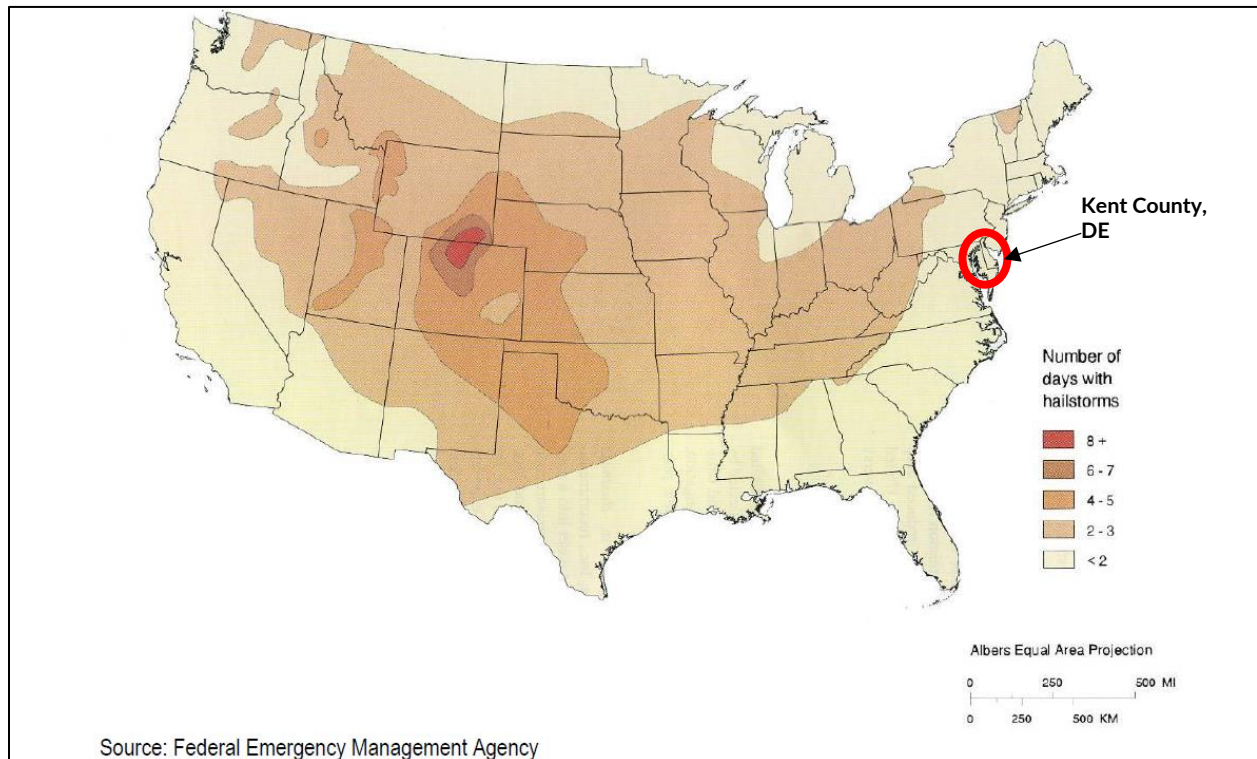 Kent County,
DE
Number of
days with
hailstorms
8 +
6 - 7
4 - 5
2 - 3
< 2
Albers Equal Area Projection
0 250 500 MI
0 250 500 KM
Source: Federal Emergency Management Agency